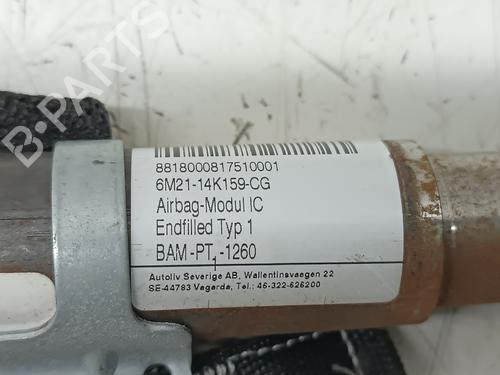 B-PARTS
8818000817510001
6M21-14K159-CG
Airbag-Modul IC
Endfilled Typ 1
BAM-PT₁-1260
Autoliv Severige AB, Wallentinsvaegen 22
SE-44783 Vagarda, Tel.: 46-322-626200